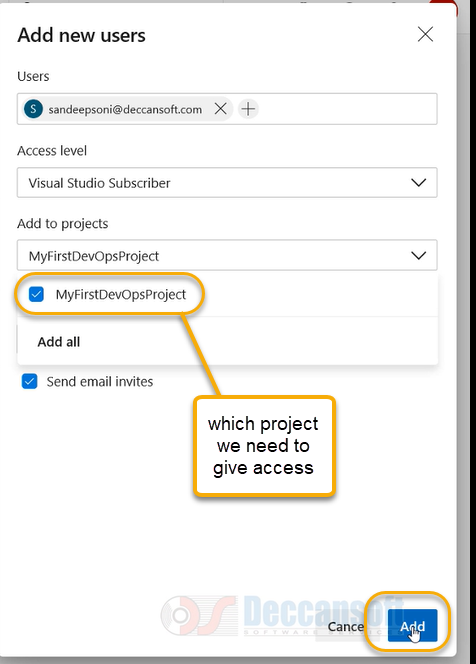 Add new users
Users
S sandeepsoni@deccansoft.com
Access level
Visual Studio Subscriber
Add to projects
MyFirstDevOpsProject
MyFirstDevOpsProject
Add all
Send email invites
which project
we need to
give access
Deccansoft
Cance
Add